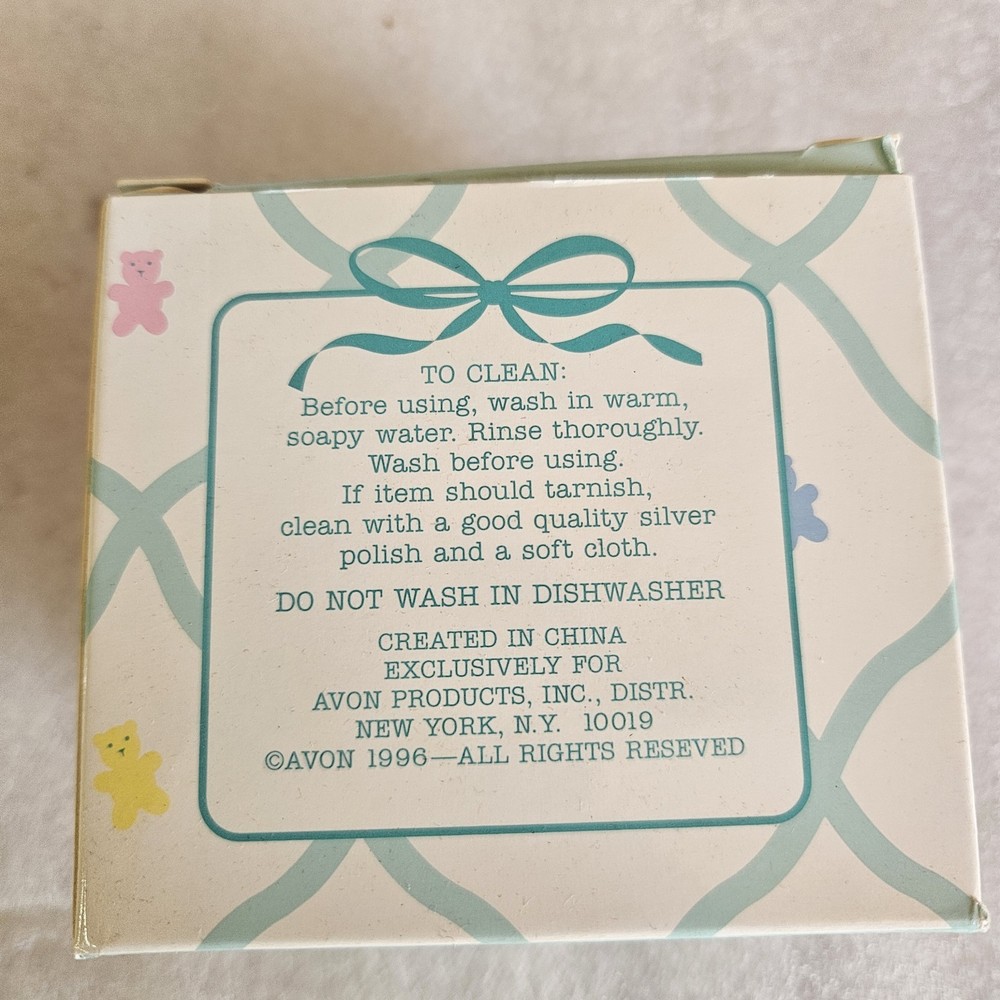 TO CLEAN:
Before using, wash in warm,
soapy water. Rinse thoroughly.
Wash before using.
If item should tarnish,
clean with a good quality silver
polish and a soft cloth.
DO NOT WASH IN DISHWASHER
CREATED IN CHINA
EXCLUSIVELY FOR
AVON PRODUCTS, INC., DISTR.
NEW YORK, N.Y. 10019
©AVON 1996—ALL RIGHTS RESEVED